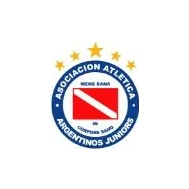 ASOCIACION ATLETICA
MENS SANA
IN
CORPORE SANO
ARGENTINOS JUNIORS